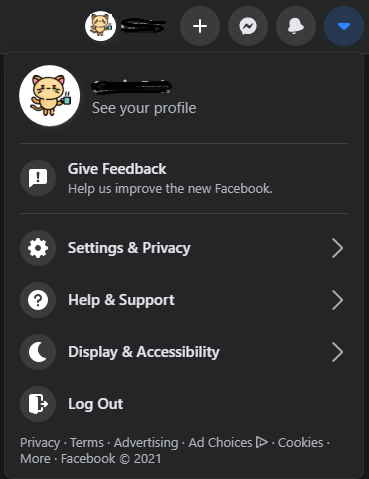 See your profile
Give Feedback
Help us improve the new Facebook.
Settings & Privacy
Help & Support
Display & Accessibility
Log Out
Privacy · Terms · Advertising · Ad Choices · Cookies ·
More · Facebook © 2021